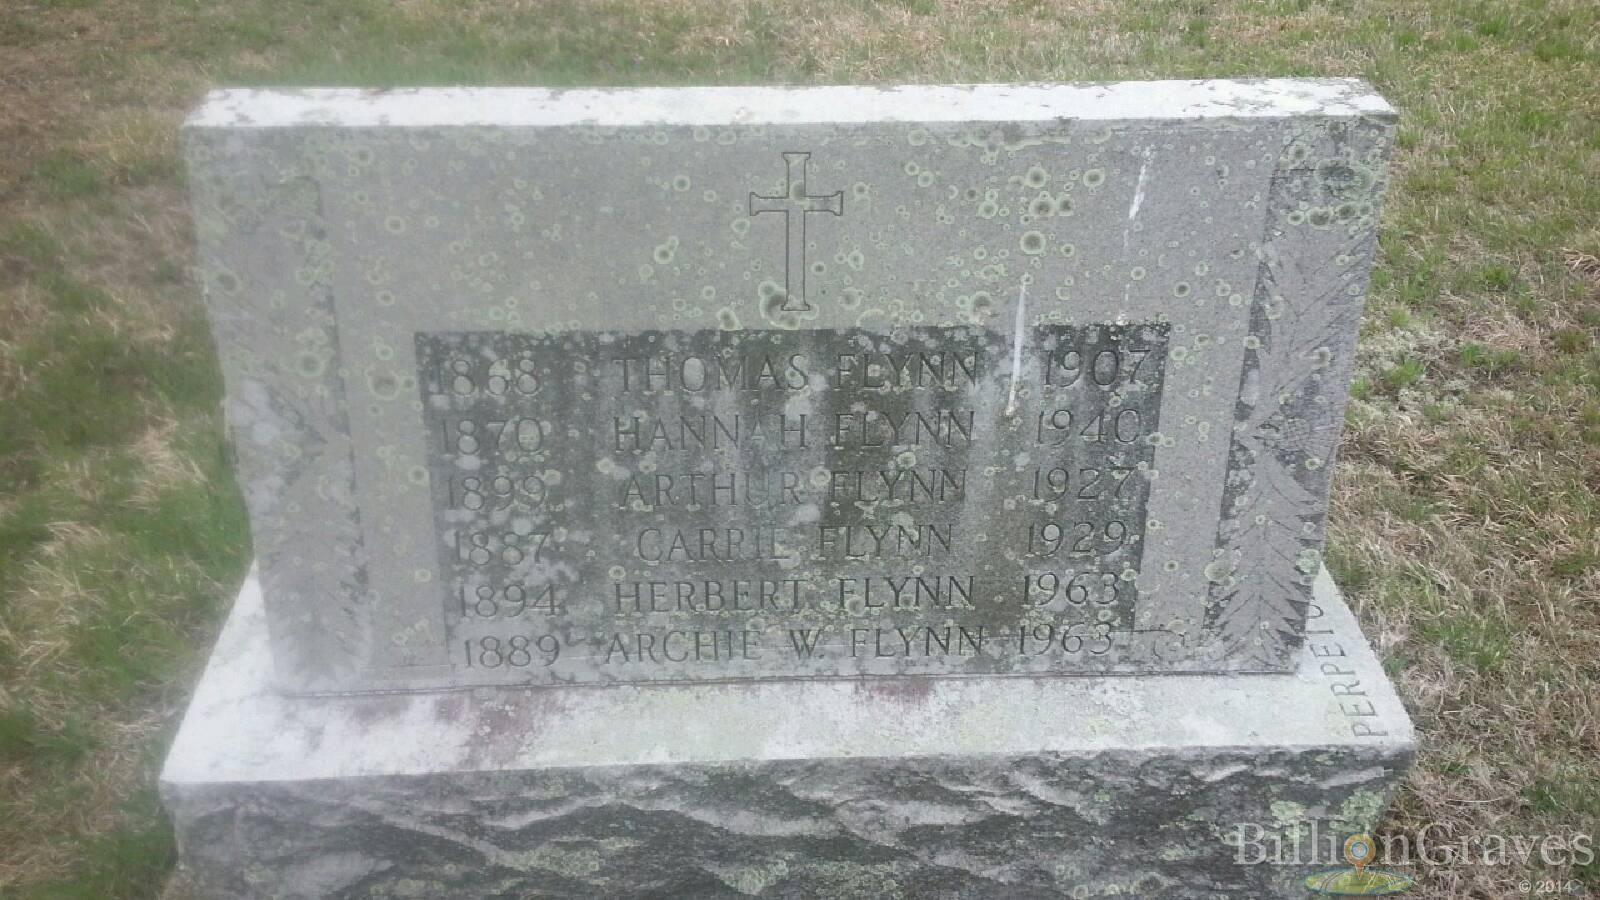 1868 THOMAS FLYNN 1907
1870 HANNAH FLYNN 1940
1899 ARTHUR FLYNN 1927
1887 CARRIE FLYNN 1929
1894 HERBERT FLYNN 1963
1889 ARCHIE W. FLYNN 1963
PERPETU
BillionGraves
© 2014